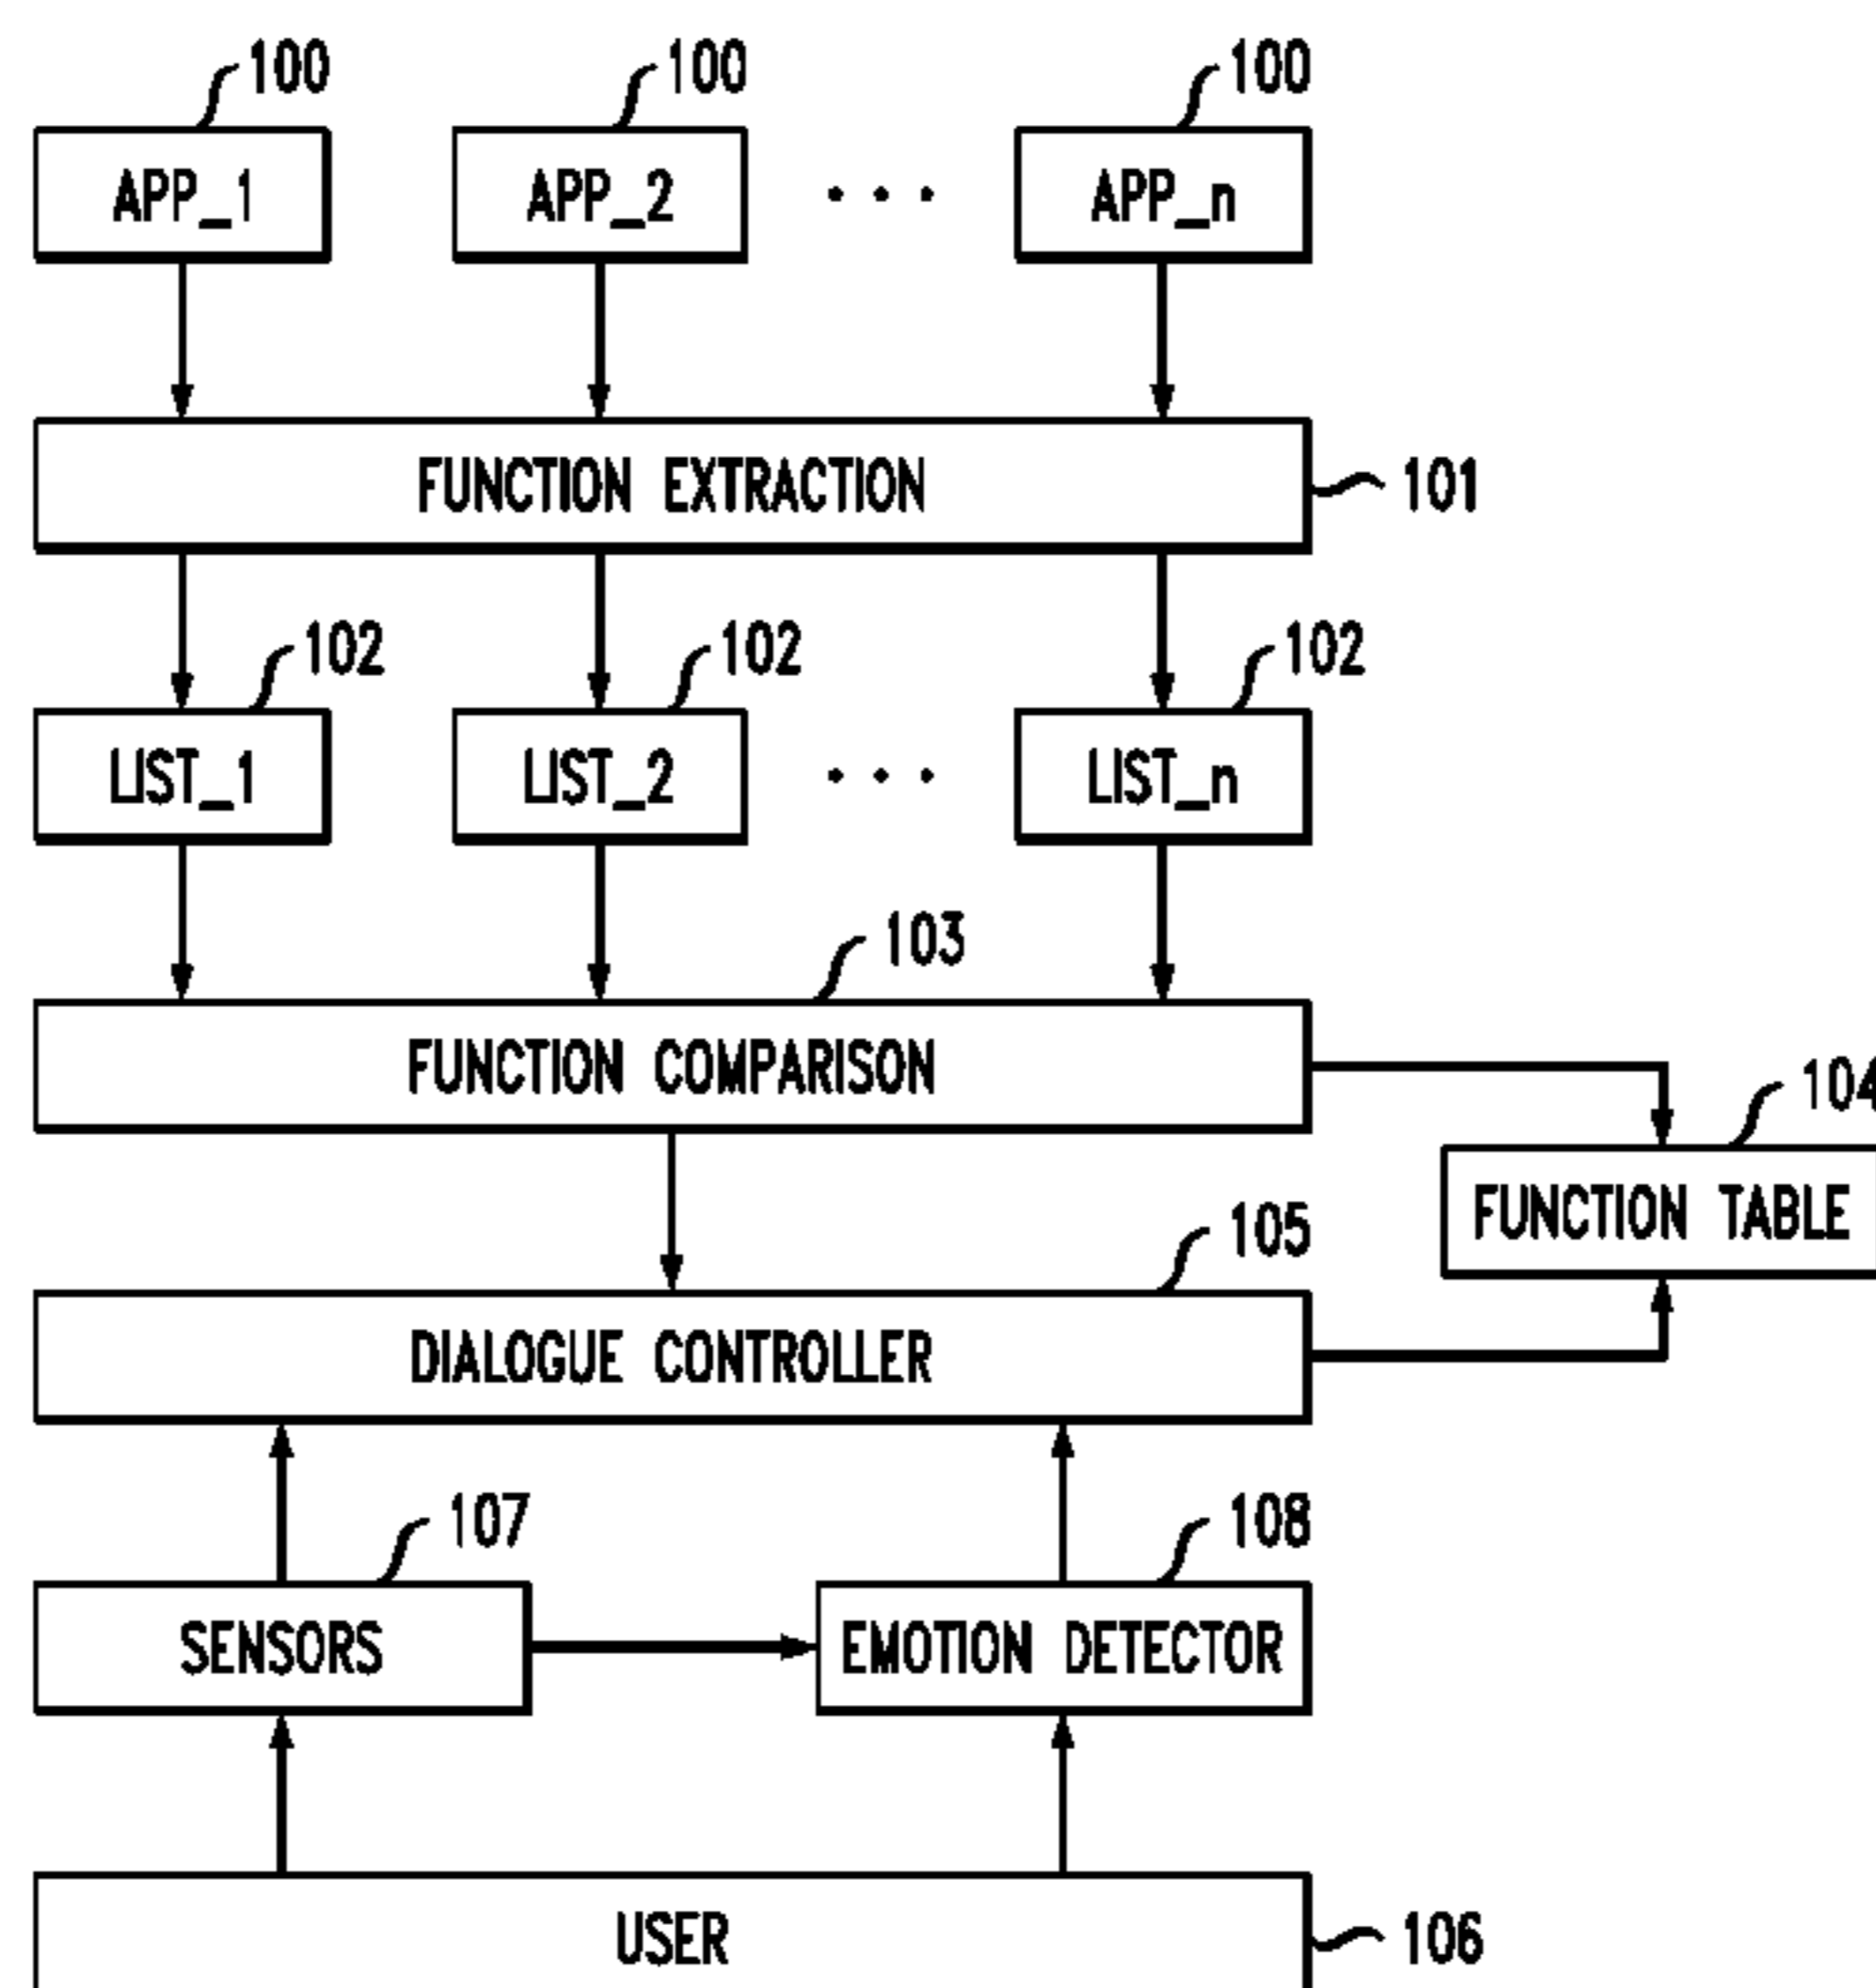 100 100 100
APP_1 APP_2 ... APP_n
FUNCTION EXTRACTION 101
102 102 102
LIST_1 LIST_2 ... LIST_n
103
FUNCTION COMPARISON
104
FUNCTION TABLE
105
DIALOGUE CONTROLLER
107 108
SENSORS EMOTION DETECTOR
USER 106